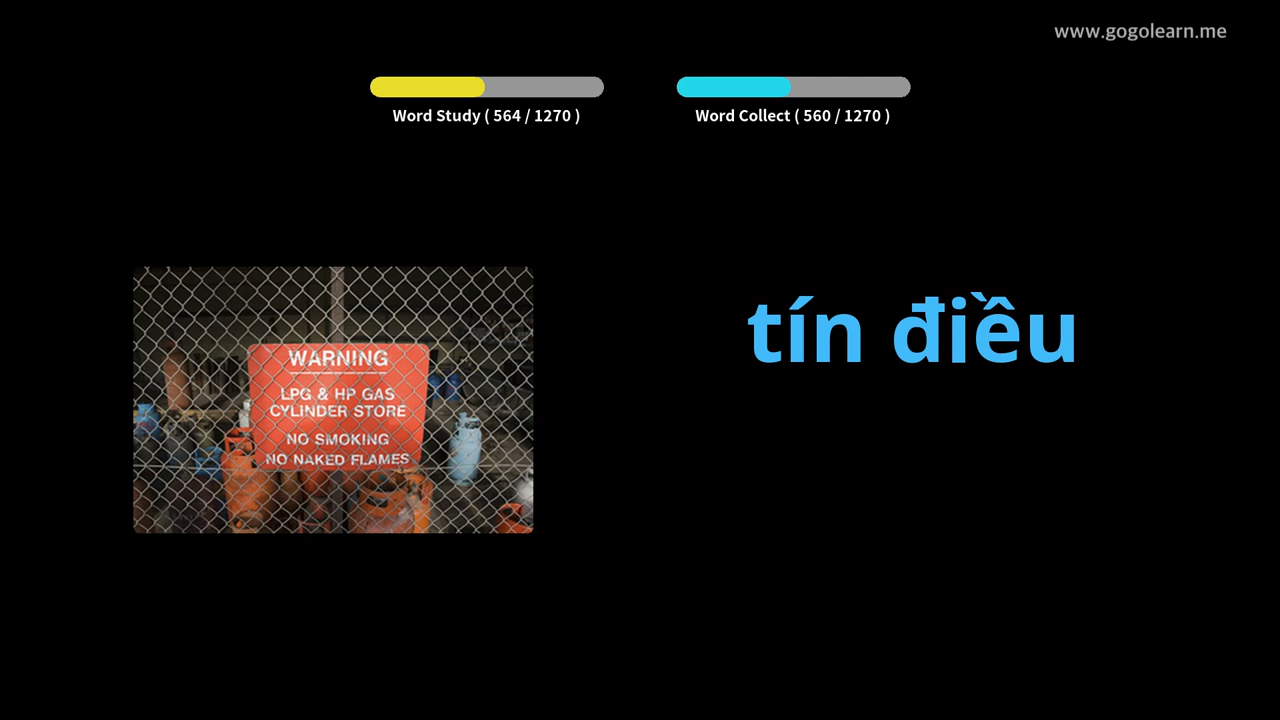 www.gogolearn.me
Word Study ( 564 / 1270 )
Word Collect ( 560 / 1270 )
tín điều
WARNING
LPG & HP GAS
CYLINDER STORE
NO SMOKING
NO NAKED FLAMES